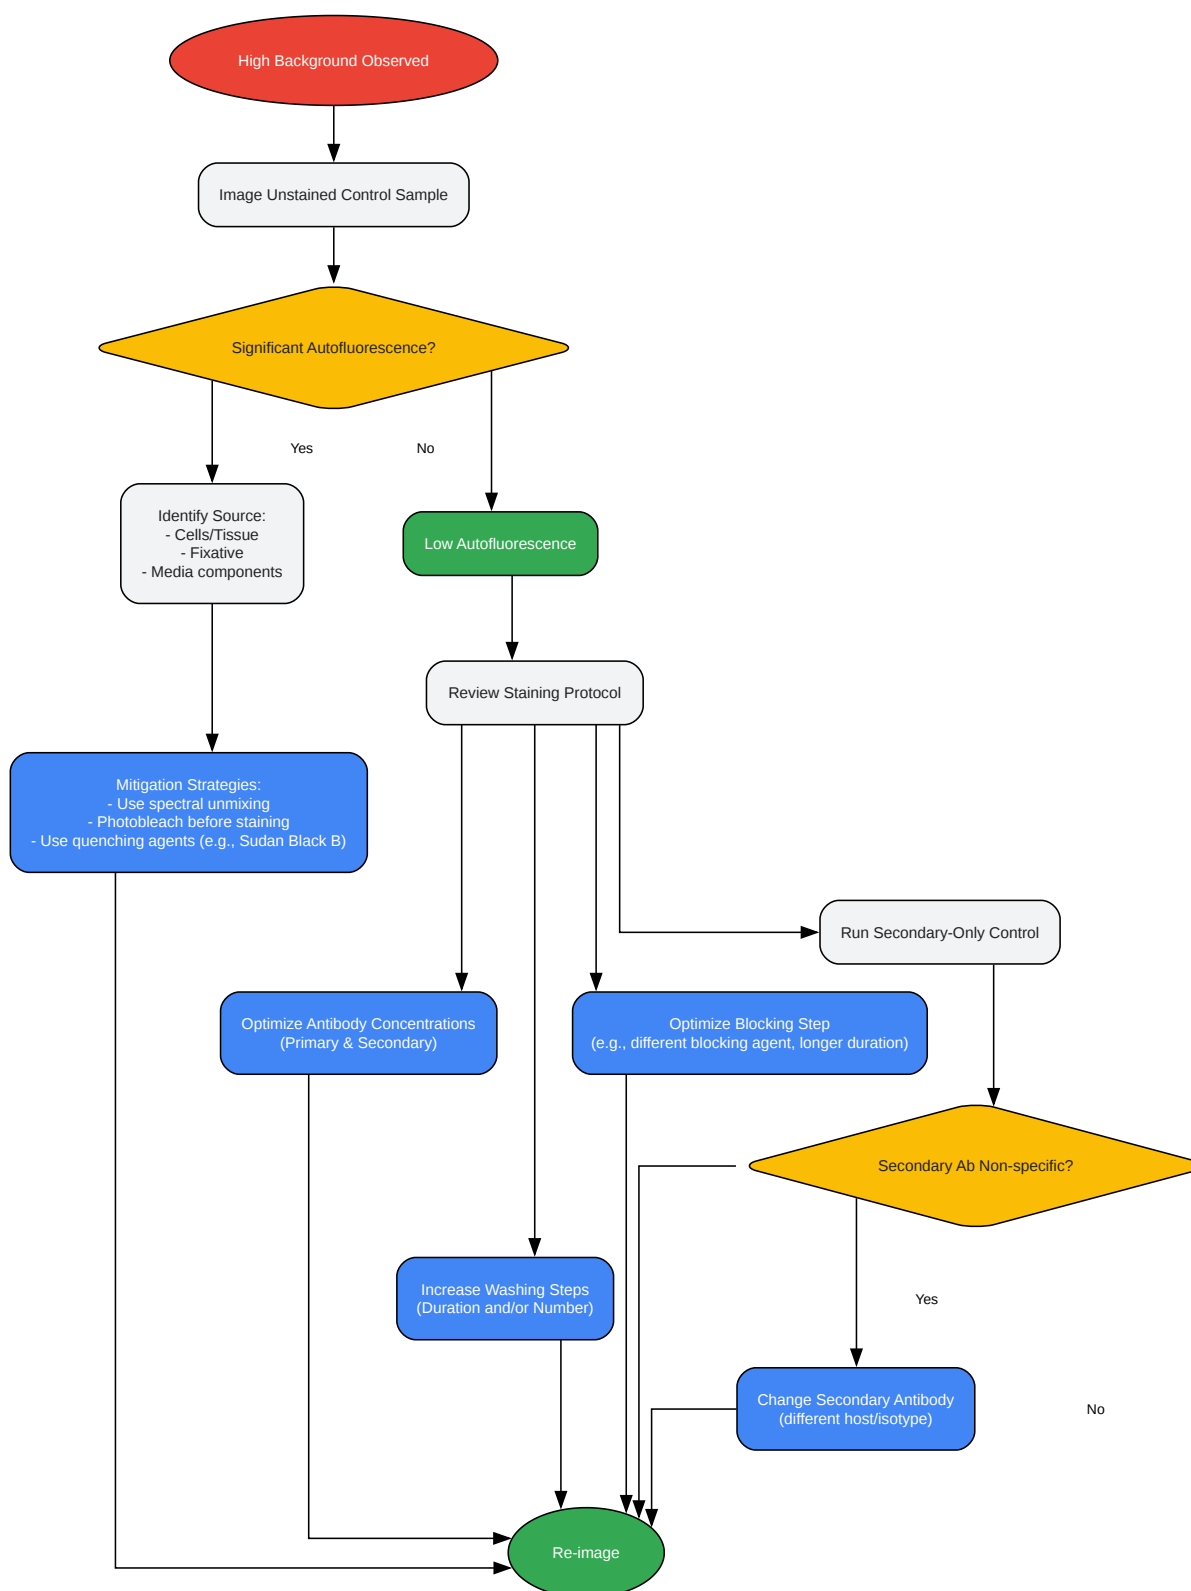 High Background Observed
Image Unstained Control Sample
Significant Autofluorescence?
Yes
No
Identify Source:
- Cells/Tissue
- Fixative
- Media components
Low Autofluorescence
Review Staining Protocol
Mitigation Strategies:
- Use spectral unmixing
- Photobleach before staining
- Use quenching agents (e.g., Sudan Black B)
Run Secondary-Only Control
Optimize Antibody Concentrations
(Primary & Secondary)
Optimize Blocking Step
(e.g., different blocking agent, longer duration)
Secondary Ab Non-specific?
Increase Washing Steps
(Duration and/or Number)
Yes
Change Secondary Antibody
(different host/isotype)
No
Re-image